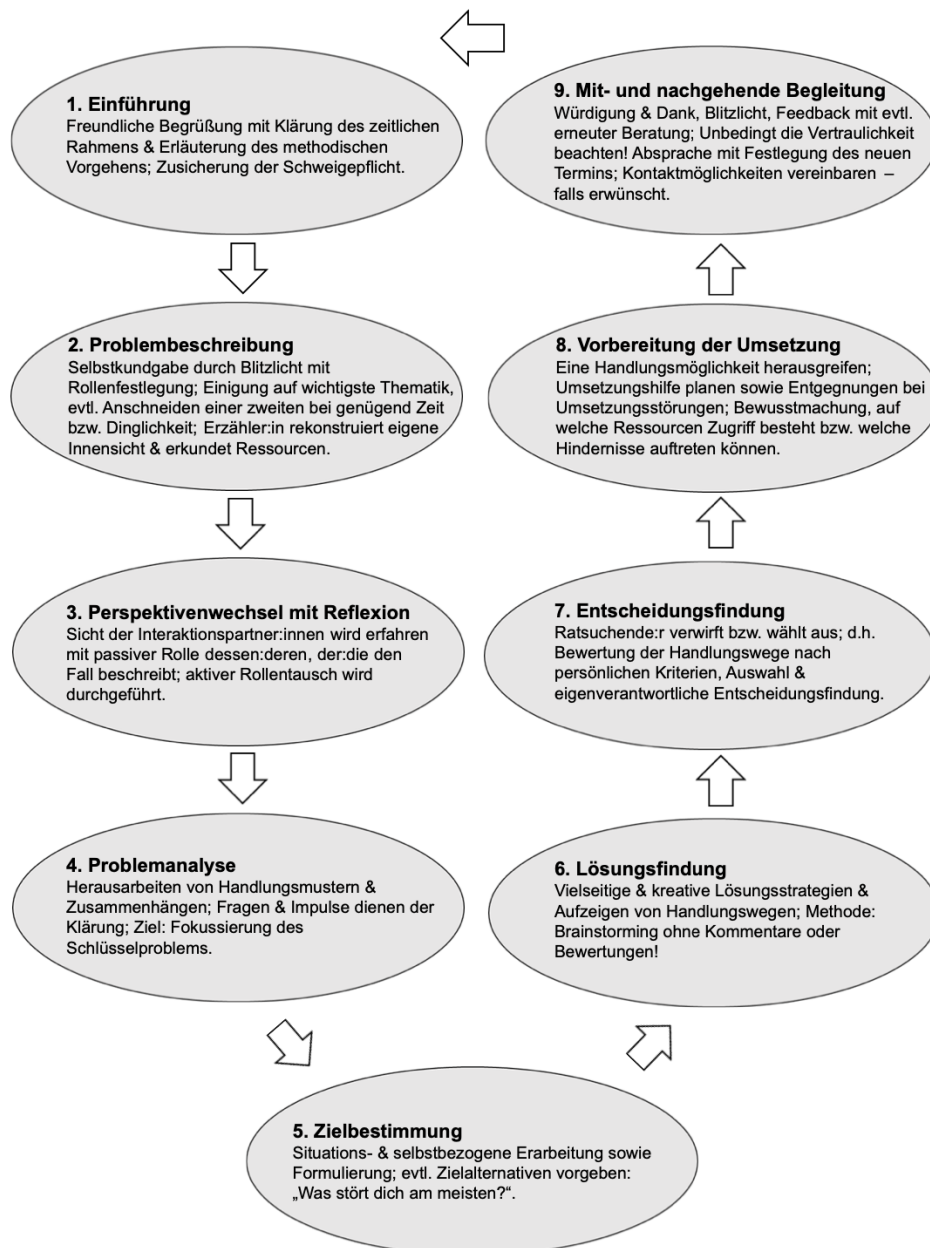 1. Einführung
Freundliche Begrüßung mit Klärung des zeitlichen
Rahmens & Erläuterung des methodischen
Vorgehens; Zusicherung der Schweigepflicht.
2. Problembeschreibung
Selbstkundgabe durch Blitzlicht mit
Rollenfestlegung; Einigung auf wichtigste Thematik,
evtl. Anschneiden einer zweiten bei genügend Zeit
bzw. Dinglichkeit; Erzähler:in rekonstruiert eigene
Innensicht & erkundet Ressourcen.
3. Perspektivenwechsel mit Reflexion
Sicht der Interaktionspartner:innen wird erfahren
mit passiver Rolle dessen:deren, der:die den
Fall beschreibt; aktiver Rollentausch wird
durchgeführt.
4. Problemanalyse
Herausarbeiten von Handlungsmustern &
Zusammenhängen; Fragen & Impulse dienen der
Klärung; Ziel: Fokussierung des
Schlüsselproblems.
5. Zielbestimmung
Situations- & selbstbezogene Erarbeitung sowie
Formulierung; evtl. Zielalternativen vorgeben:
„Was stört dich am meisten?“.
6. Lösungsfindung
Vielseitige & kreative Lösungsstrategien &
Aufzeigen von Handlungswegen; Methode:
Brainstorming ohne Kommentare oder
Bewertungen!
7. Entscheidungsfindung
Ratsuchende:r verwirft bzw. wählt aus; d.h.
Bewertung der Handlungswege nach
persönlichen Kriterien, Auswahl &
eigenverantwortliche Entscheidungsfindung.
8. Vorbereitung der Umsetzung
Eine Handlungsmöglichkeit herausgreifen;
Umsetzungshilfe planen sowie Entgegnungen bei
Umsetzungsstörungen; Bewusstmachung, auf
welche Ressourcen Zugriff besteht bzw. welche
Hindernisse auftreten können.
9. Mit- und nachgehende Begleitung
Würdigung & Dank, Blitzlicht, Feedback mit evtl.
erneuter Beratung; Unbedingt die Vertraulichkeit
beachten! Absprache mit Festlegung des neuen
Termins; Kontaktmöglichkeiten vereinbaren –
falls erwünscht.